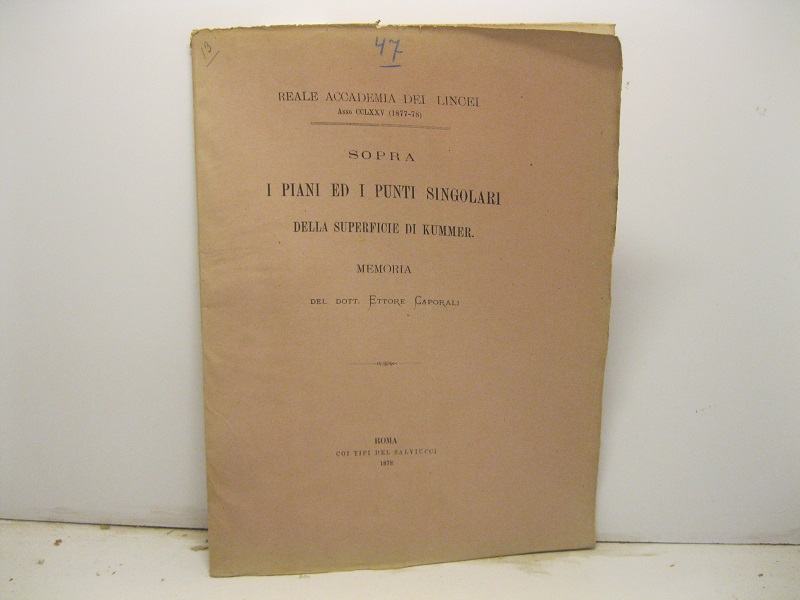 19
47
REALE ACCADEMIA DEI LINCEI
ANNO CCLXXV (1877-78)
SOPRA
I PIANI ED I PUNTI SINGOLARI
DELLA SUPERFICIE DI KUMMER.
MEMORIA
DEL DOTT. ETTORE CAPORALI
ROMA
COI TIPI DEL SALVIUCCI
1878